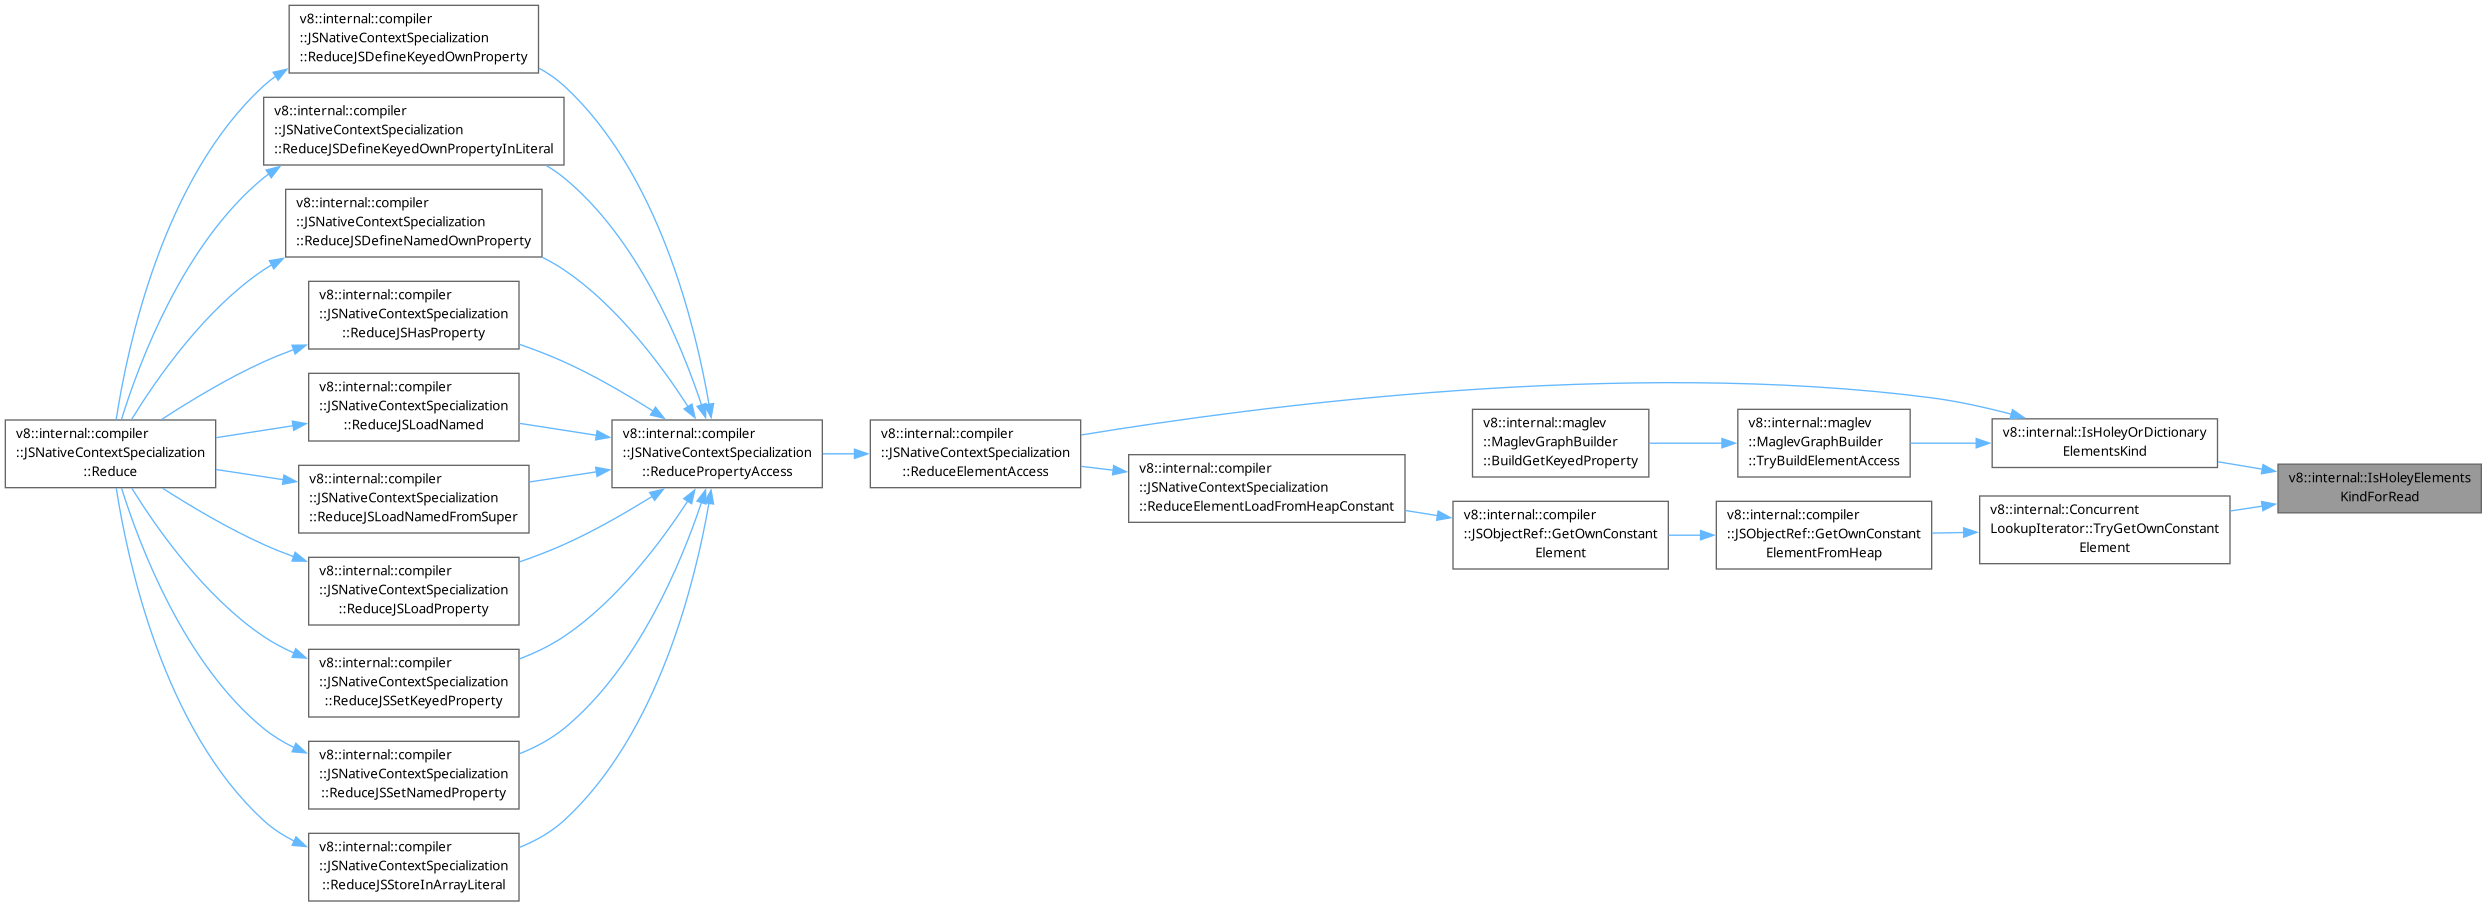 v8::internal::compiler
::JSNativeContextSpecialization
::ReduceJSDefineKeyedOwnProperty
v8::internal::compiler
::JSNativeContextSpecialization
::ReduceJSDefineKeyedOwnPropertyInLiteral
v8::internal::compiler
::JSNativeContextSpecialization
::ReduceJSDefineNamedOwnProperty
v8::internal::compiler
::JSNativeContextSpecialization
::ReduceJSHasProperty
v8::internal::compiler
::JSNativeContextSpecialization
::ReduceJSLoadNamed
v8::internal::compiler
::JSNativeContextSpecialization
::Reduce
v8::internal::compiler
::JSNativeContextSpecialization
::ReduceJSLoadNamedFromSuper
v8::internal::compiler
::JSNativeContextSpecialization
::ReduceJSLoadProperty
v8::internal::compiler
::JSNativeContextSpecialization
::ReduceJSSetKeyedProperty
v8::internal::compiler
::JSNativeContextSpecialization
::ReduceJSSetNamedProperty
v8::internal::compiler
::JSNativeContextSpecialization
::ReduceJSStoreInArrayLiteral
v8::internal::compiler
::JSNativeContextSpecialization
::ReducePropertyAccess
v8::internal::compiler
::JSNativeContextSpecialization
::ReduceElementAccess
v8::internal::compiler
::JSNativeContextSpecialization
::ReduceElementLoadFromHeapConstant
v8::internal::maglev
::MaglevGraphBuilder
::BuildGetKeyedProperty
v8::internal::compiler
::JSObjectRef::GetOwnConstant
Element
v8::internal::maglev
::MaglevGraphBuilder
::TryBuildElementAccess
v8::internal::compiler
::JSObjectRef::GetOwnConstant
ElementFromHeap
v8::internal::IsHoleyOrDictionary
ElementsKind
v8::internal::Concurrent
LookupIterator::TryGetOwnConstant
Element
v8::internal::IsHoleyElements
KindForRead